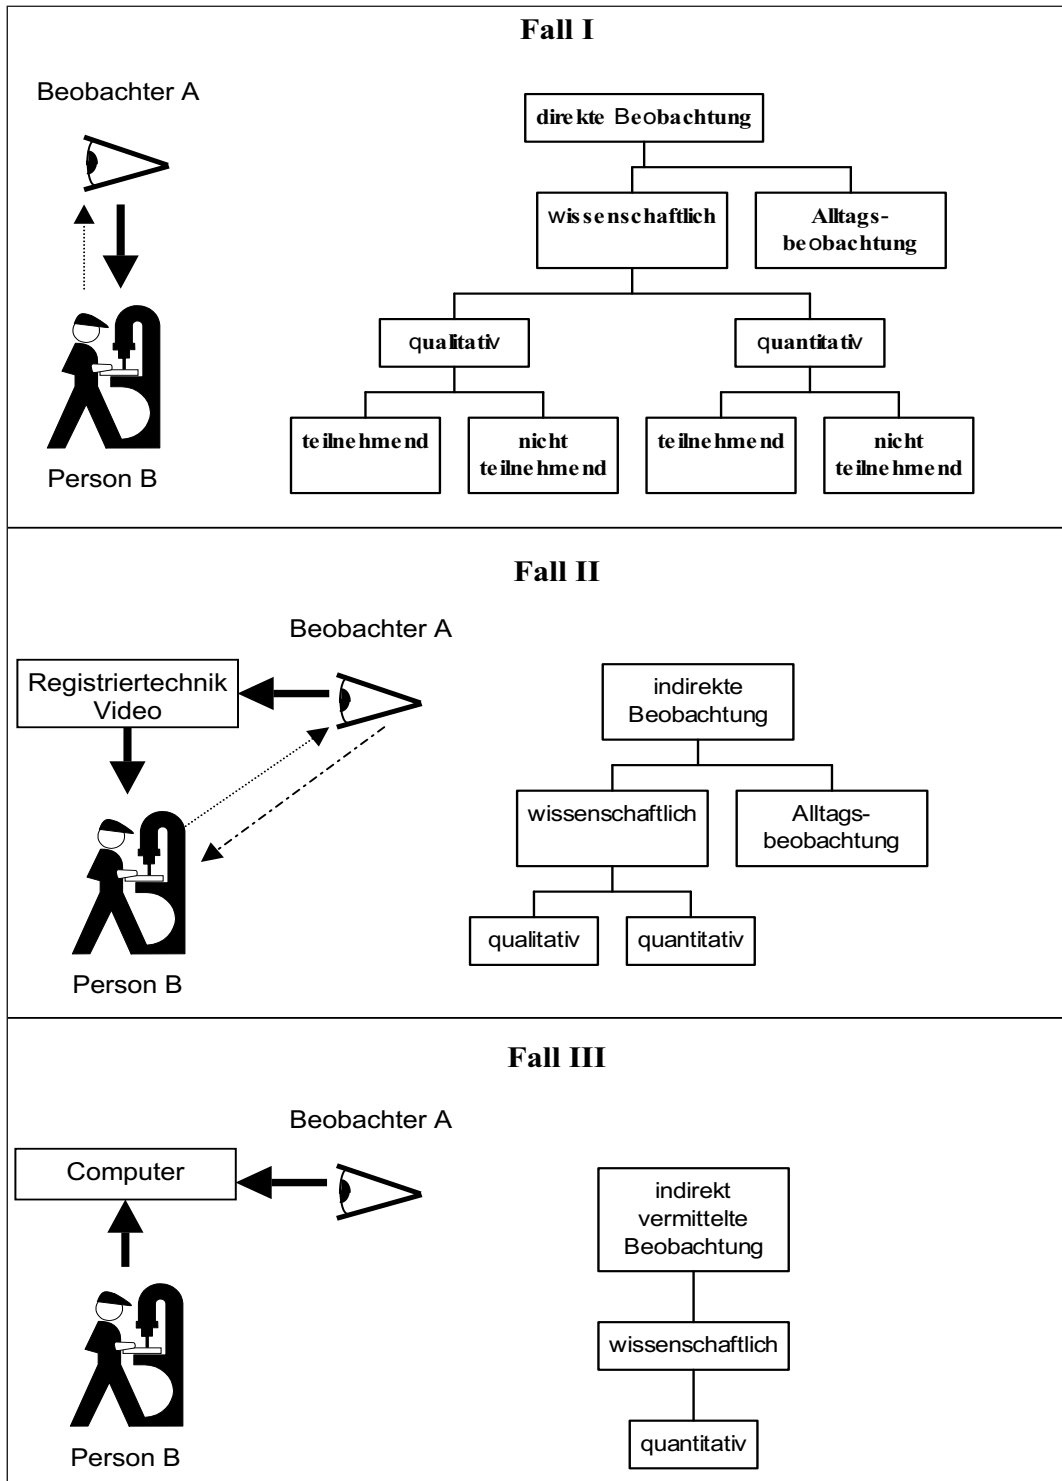 Fall I
Beobachter A
Person B
direkte Beobachtung
wissenschaftlich
Alltags-
beobachtung
qualitativ
quantitativ
teilnehmend
nicht
teilnehmend
teilnehmend
nicht
teilnehmend
Fall II
Beobachter A
Registriertechnik
Video
Person B
indirekte
Beobachtung
wissenschaftlich
Alltags-
beobachtung
qualitativ
quantitativ
Fall III
Beobachter A
Computer
Person B
indirekt
vermittelte
Beobachtung
wissenschaftlich
quantitativ